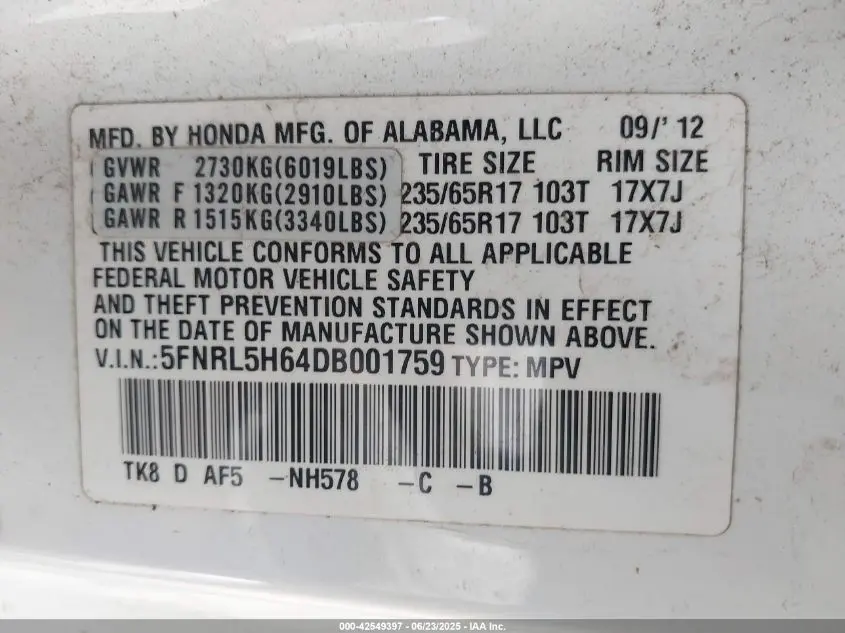 MFD. BY HONDA MFG. OF ALABAMA, LLC 09/' 12
GVWR 2730KG(6019LBS) TIRE SIZE RIM SIZE
GAWR F 1320KG(2910LBS) 235/65R17 103T 17X7J
GAWR R 1515KG(3340LBS) 235/65R17 103T 17X7J
THIS VEHICLE CONFORMS TO ALL APPLICABLE
FEDERAL MOTOR VEHICLE SAFETY
AND THEFT PREVENTION STANDARDS IN EFFECT
ON THE DATE OF MANUFACTURE SHOWN ABOVE.
V.I.N.: 5FNRL5H64DB001759 TYPE: MPV
TK8 D AF5 -NH578 -C -B
000-42549397 - 06/23/2025 - IAA Inc.